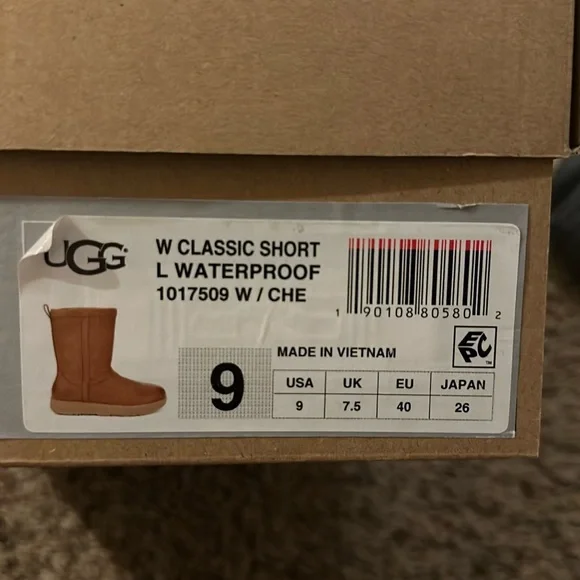 UGG
W CLASSIC SHORT
L WATERPROOF
1017509 W / CHE
1 90108 80580 2
9
MADE IN VIETNAM
EPC TM
USA UK EU JAPAN
9 7.5 40 26